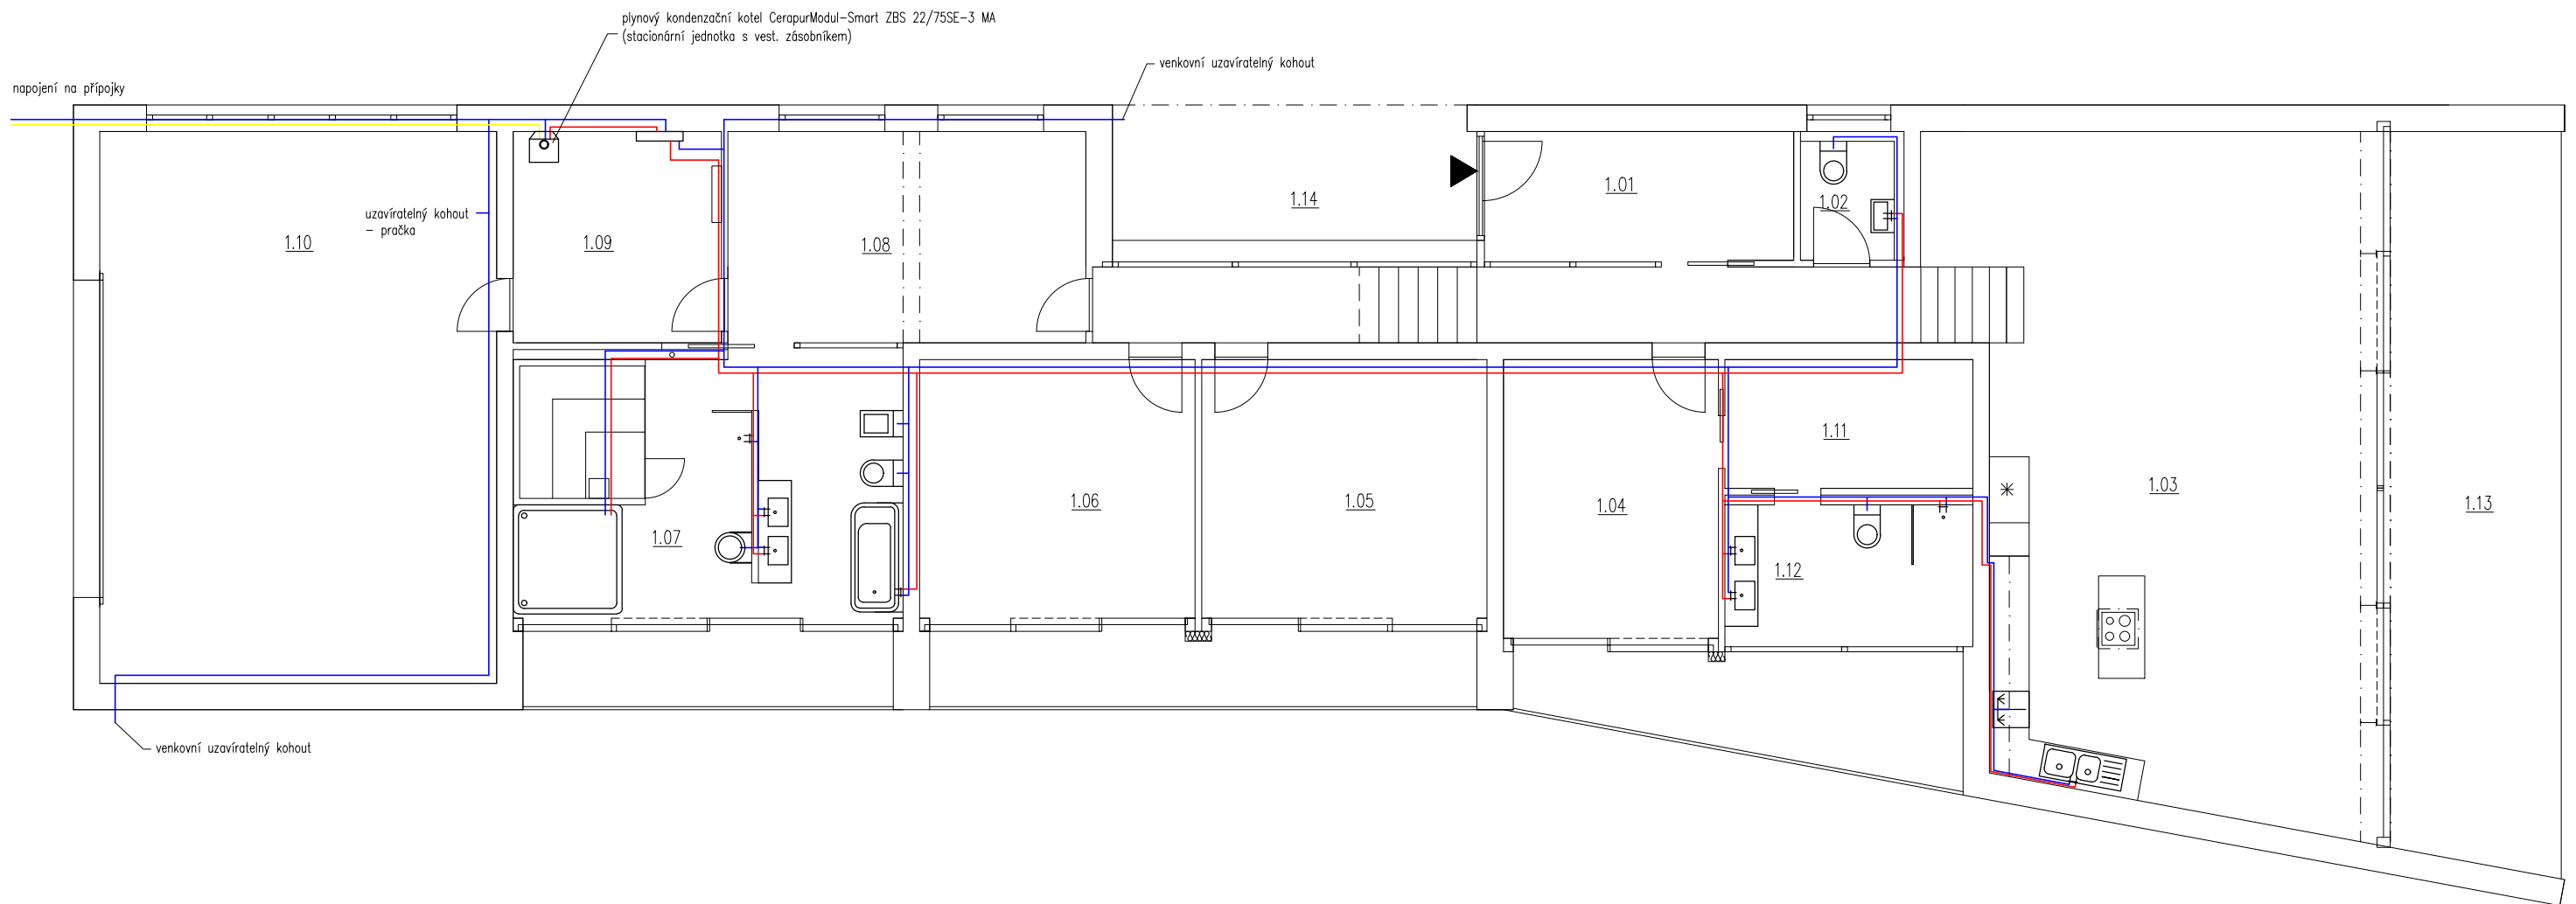 plynový kondenzační kotel CerapurModul-Smart ZBS 22/75SE-3 MA
(stacionární jednotka s vest. zásobníkem)
venkovní uzavíratelný kohout
napojení na přípojky
uzavíratelný kohout
- pračka
1.10
1.09
1.08
1.14
1.01
1.02
1.11
1.03
1.13
1.07
1.06
1.05
1.04
1.12
venkovní uzavíratelný kohout